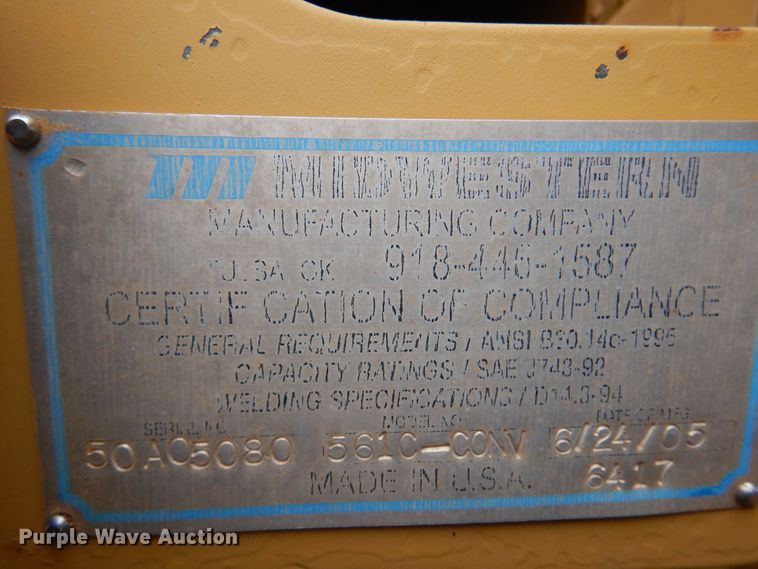 MIDWESTERN
MANUFACTURING COMPANY
TULSA OK 918-446-1587
CERTIFICATION OF COMPLIANCE
GENERAL REQUIREMENTS / ANSI B30.14c-1996
CAPACITY RATINGS / SAE J743-92
WELDING SPECIFICATIONS / D14.3-94
SERIAL NO. MODEL NO. DATE OF MFG.
50AC5080 561C-CONV 6/24/05
MADE IN U.S.A. 6417
Purple Wave Auction